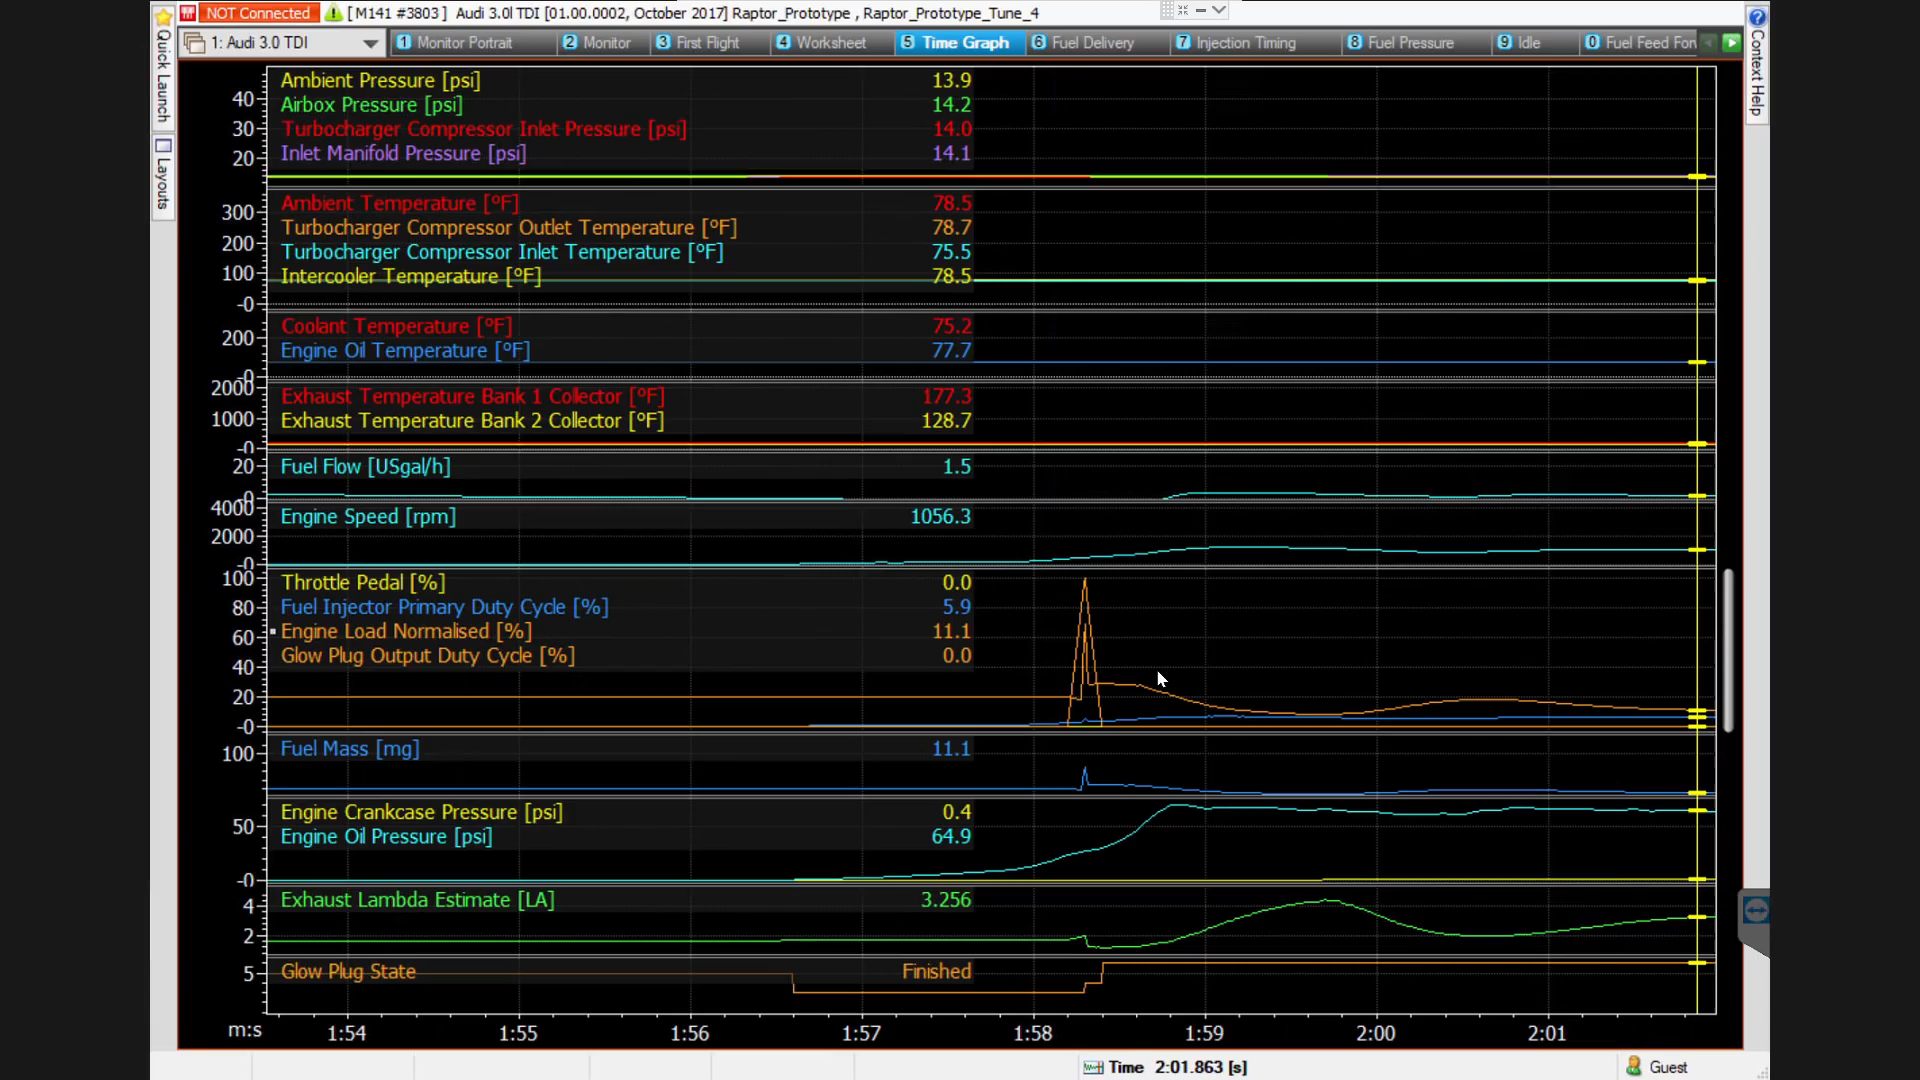 NOT Connected [ M141 #3803 ] Audi 3.0l TDI [01.00.0002, October 2017] Raptor_Prototype , Raptor_Prototype_Tune_4
1: Audi 3.0 TDI 1 Monitor Portrait 2 Monitor 3 First Flight 4 Worksheet 5 Time Graph 6 Fuel Delivery 7 Injection Timing 8 Fuel Pressure 9 Idle 0 Fuel Feed For
Quick Launch
Layouts
Context Help
Ambient Pressure [psi] 13.9
40
Airbox Pressure [psi] 14.2
30
Turbocharger Compressor Inlet Pressure [psi] 14.0
Inlet Manifold Pressure [psi] 14.1
20
Ambient Temperature [ºF] 78.5
300
Turbocharger Compressor Outlet Temperature [ºF] 78.7
200
Turbocharger Compressor Inlet Temperature [ºF] 75.5
100
Intercooler Temperature [ºF] 78.5
-0
Coolant Temperature [ºF] 75.2
200
Engine Oil Temperature [ºF] 77.7
-0
2000
Exhaust Temperature Bank 1 Collector [ºF] 177.3
1000
Exhaust Temperature Bank 2 Collector [ºF] 128.7
-0
20
Fuel Flow [USgal/h] 1.5
-0
4000
Engine Speed [rpm] 1056.3
2000
-0
100
Throttle Pedal [%] 0.0
80
Fuel Injector Primary Duty Cycle [%] 5.9
60
Engine Load Normalised [%] 11.1
Glow Plug Output Duty Cycle [%] 0.0
40
20
-0
Fuel Mass [mg] 11.1
100
Engine Crankcase Pressure [psi] 0.4
50
Engine Oil Pressure [psi] 64.9
-0
Exhaust Lambda Estimate [LA] 3.256
4
2
Glow Plug State Finished
5
m:s 1:54 1:55 1:56 1:57 1:58 1:59 2:00 2:01
Time 2:01.863 [s] Guest